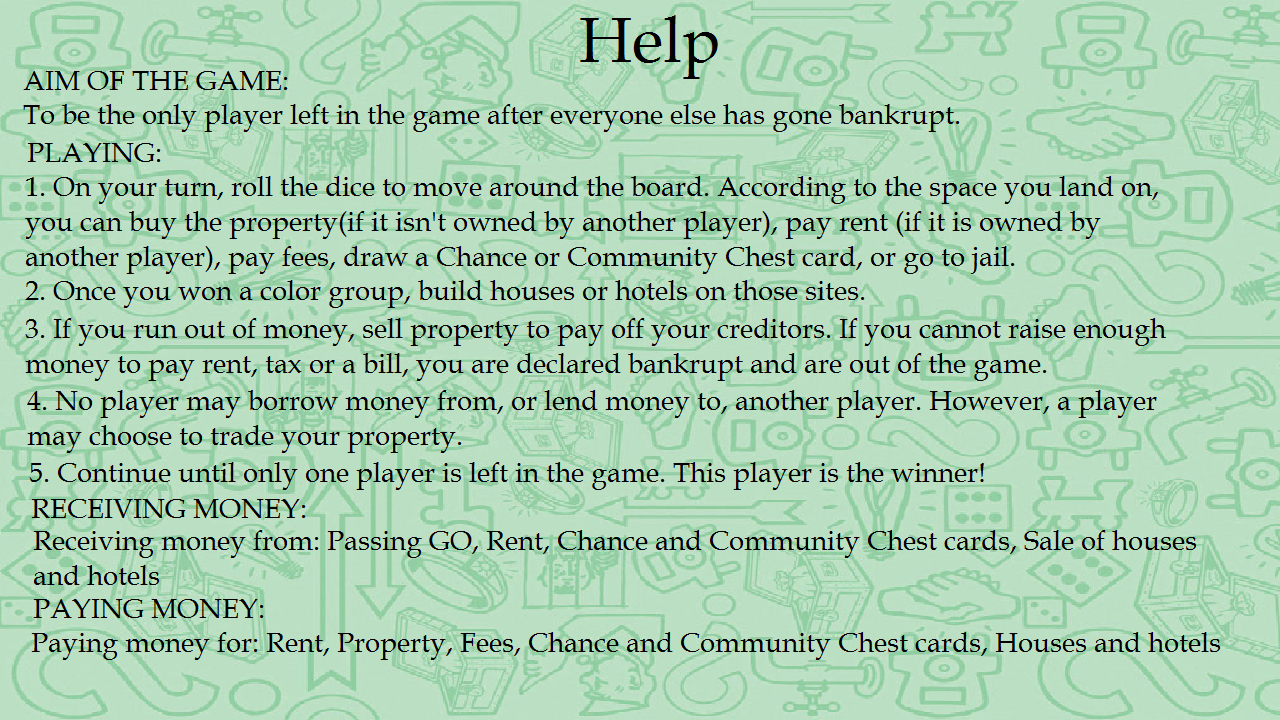 Help
AIM OF THE GAME:
To be the only player left in the game after everyone else has gone bankrupt.
PLAYING:
1. On your turn, roll the dice to move around the board. According to the space you land on,
you can buy the property(if it isn't owned by another player), pay rent (if it is owned by
another player), pay fees, draw a Chance or Community Chest card, or go to jail.
2. Once you won a color group, build houses or hotels on those sites.
3. If you run out of money, sell property to pay off your creditors. If you cannot raise enough
money to pay rent, tax or a bill, you are declared bankrupt and are out of the game.
4. No player may borrow money from, or lend money to, another player. However, a player
may choose to trade your property.
5. Continue until only one player is left in the game. This player is the winner!
RECEIVING MONEY:
Receiving money from: Passing GO, Rent, Chance and Community Chest cards, Sale of houses
and hotels
PAYING MONEY:
Paying money for: Rent, Property, Fees, Chance and Community Chest cards, Houses and hotels